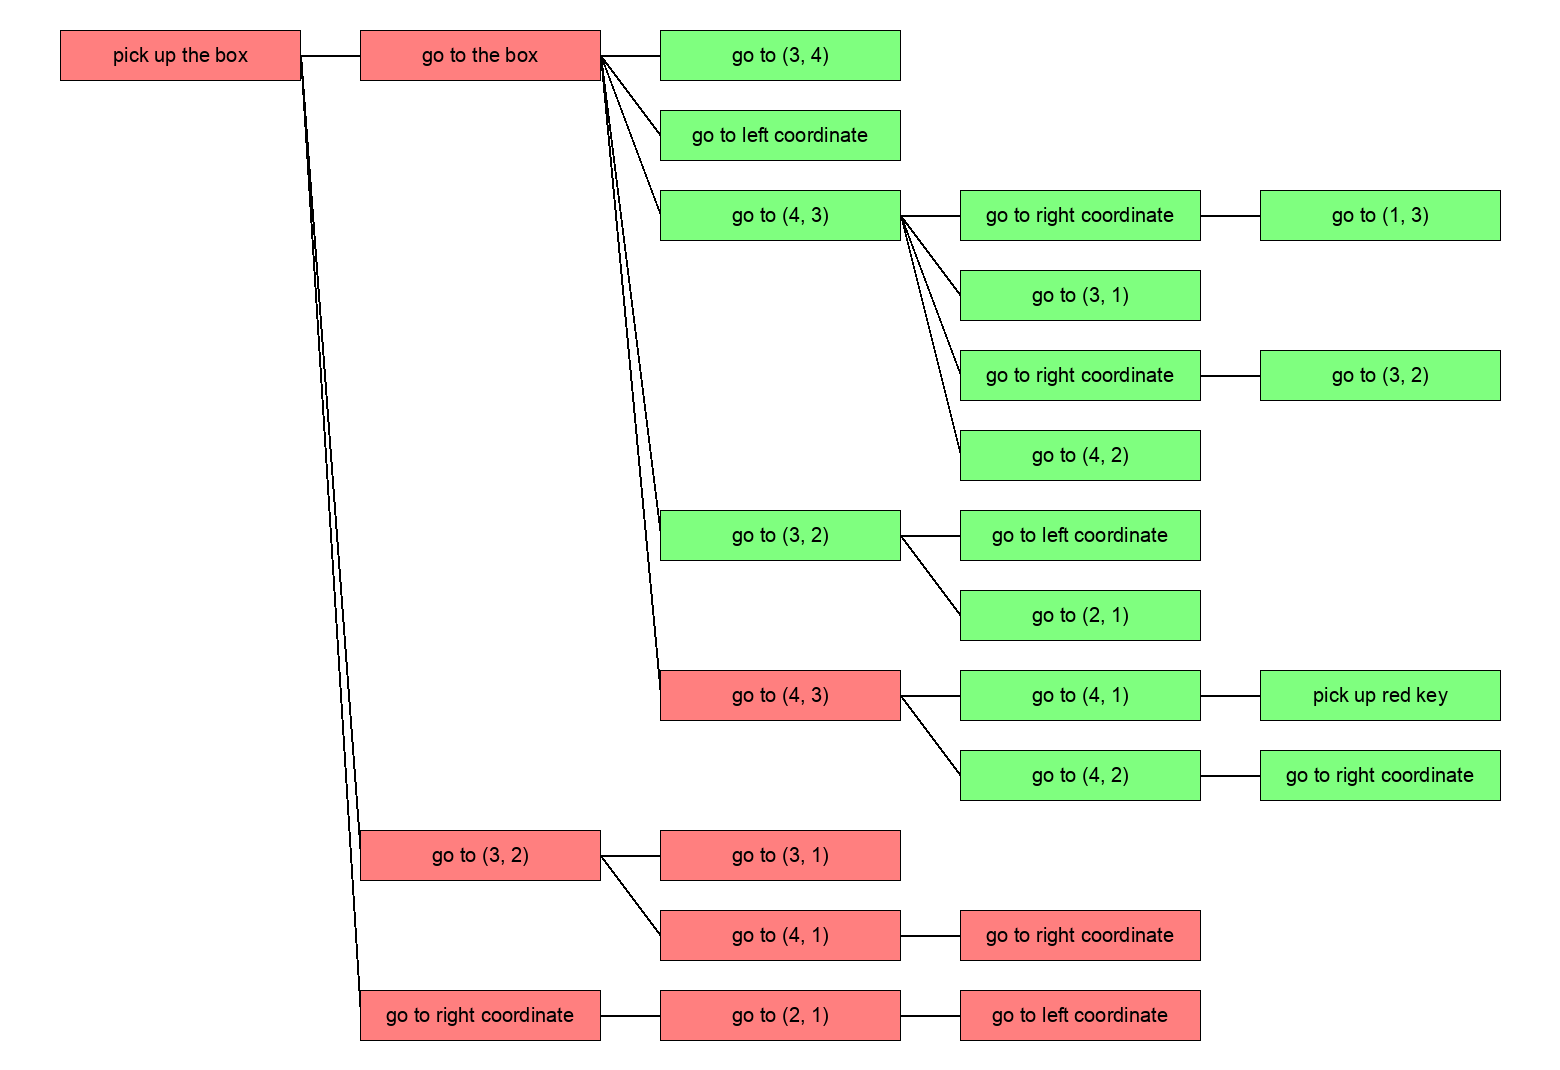 pick up the box
go to the box
go to (3, 4)
go to left coordinate
go to (4, 3)
go to right coordinate
go to (1, 3)
go to (3, 1)
go to right coordinate
go to (3, 2)
go to (4, 2)
go to (3, 2)
go to left coordinate
go to (2, 1)
go to (4, 3)
go to (4, 1)
pick up red key
go to (4, 2)
go to right coordinate
go to (3, 2)
go to (3, 1)
go to (4, 1)
go to right coordinate
go to right coordinate
go to (2, 1)
go to left coordinate